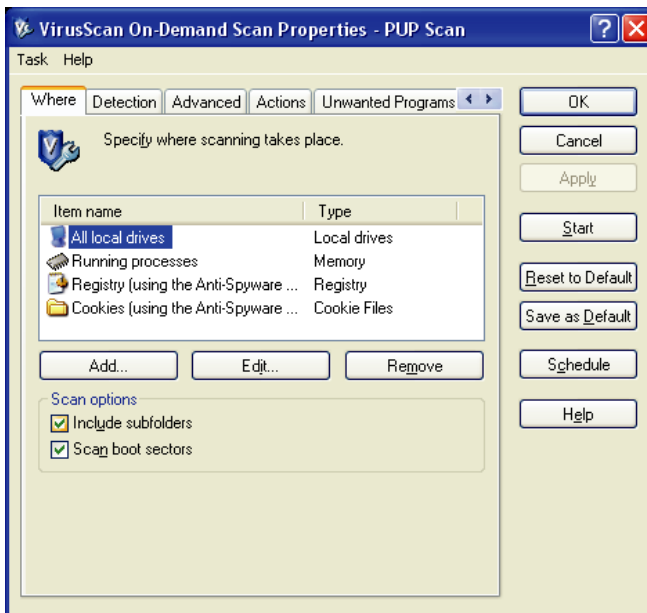 VirusScan On-Demand Scan Properties - PUP Scan
Task Help
Where Detection Advanced Actions Unwanted Programs
Specify where scanning takes place.
Item name Type
All local drives Local drives
Running processes Memory
Registry (using the Anti-Spyware ... Registry
Cookies (using the Anti-Spyware ... Cookie Files
Add... Edit... Remove
Scan options
Include subfolders
Scan boot sectors
OK
Cancel
Apply
Start
Reset to Default
Save as Default
Schedule
Help